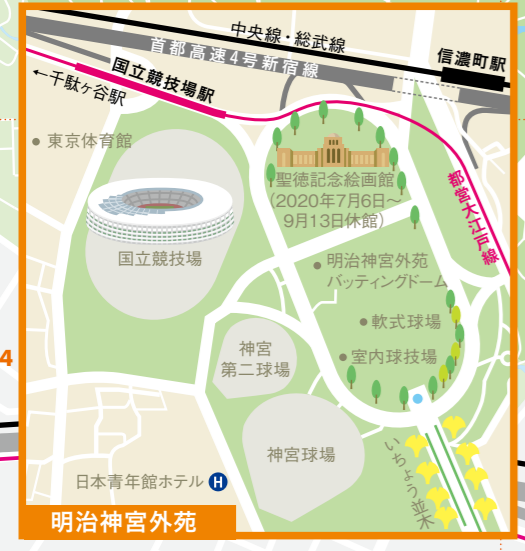 中央線・総武線
首都高速4号新宿線
信濃町駅
国立競技場駅
←千駄ヶ谷駅
東京体育館
聖徳記念絵画館
(2020年7月6日～
9月13日休館)
都営大江戸線
国立競技場
明治神宮外苑
バッティングドーム
軟式球場
室内球技場
神宮
第二球場
4
神宮球場
いちょう並木
日本青年館ホテル H
明治神宮外苑